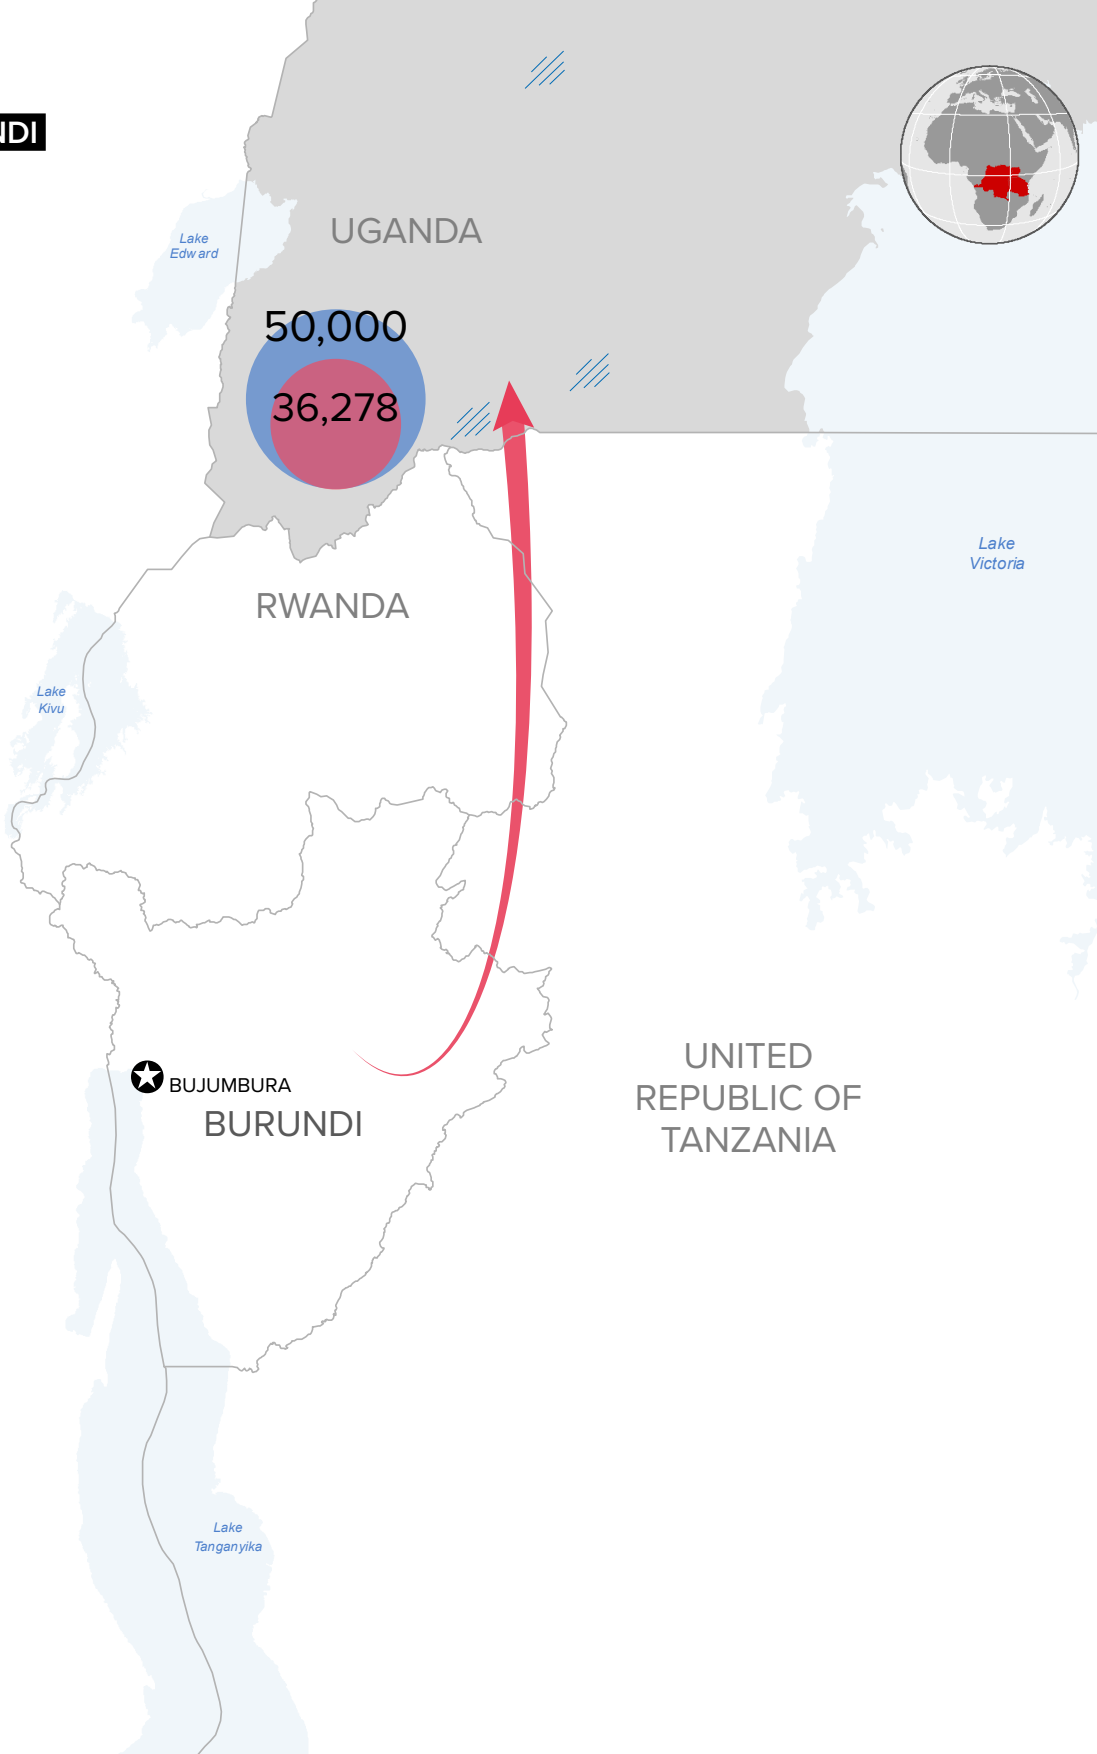 NDI
UGANDA
Lake
Edward
50,000
36,278
Lake
Victoria
RWANDA
Lake
Kivu
UNITED
REPUBLIC OF
TANZANIA
BUJUMBURA
BURUNDI
Lake
Tanganyika